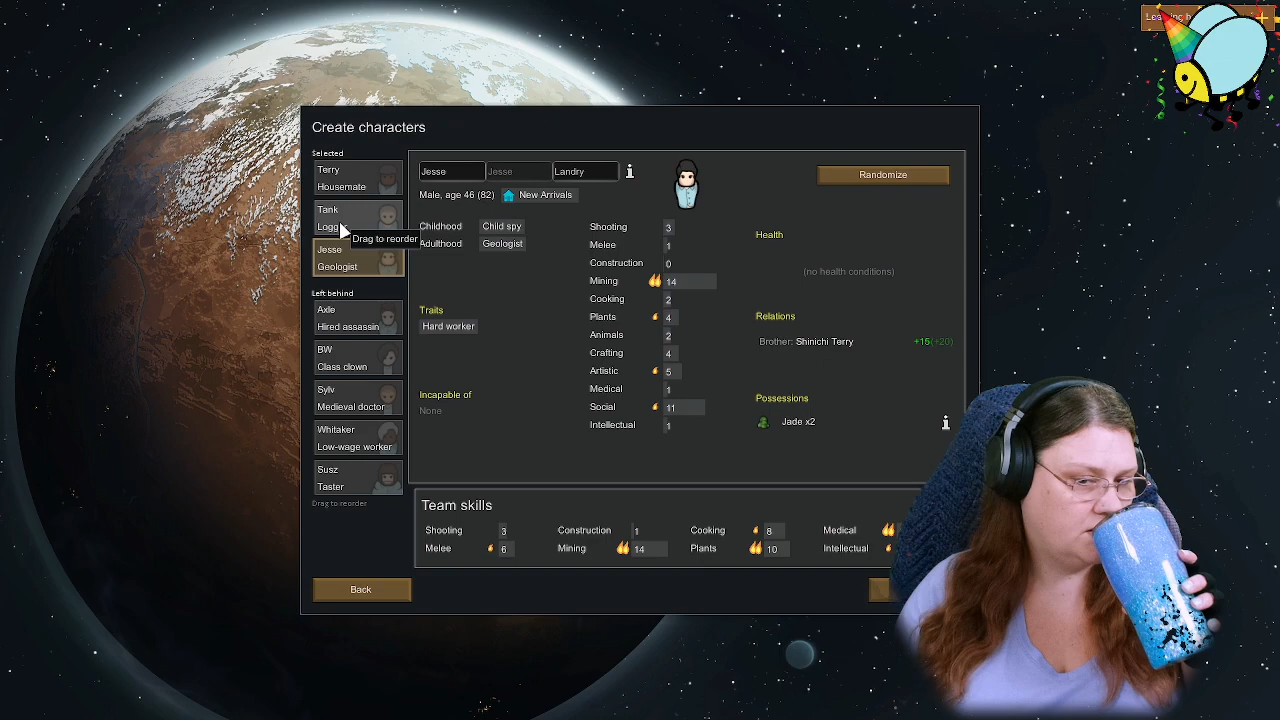 Create characters
Selected
Terry
Housemate
Tank
Logg
Drag to reorder
Jesse
Geologist
Left behind
Axle
Hired assassin
BW
Class clown
Sylv
Medieval doctor
Whitaker
Low-wage worker
Susz
Taster
Drag to reorder
Jesse Jesse Landry
Randomize
Male, age 46 (82) New Arrivals
Childhood Child spy
Adulthood Geologist
Traits
Hard worker
Incapable of
None
Shooting 3
Melee 1
Construction 0
Mining 14
Cooking 2
Plants 4
Animals 2
Crafting 4
Artistic 5
Medical 1
Social 11
Intellectual 1
Health
(no health conditions)
Relations
Brother: Shinichi Terry +15(+20)
Possessions
Jade x2
Team skills
Shooting 3 Construction 1 Cooking 8 Medical
Melee 6 Mining 14 Plants 10 Intellectual
Back